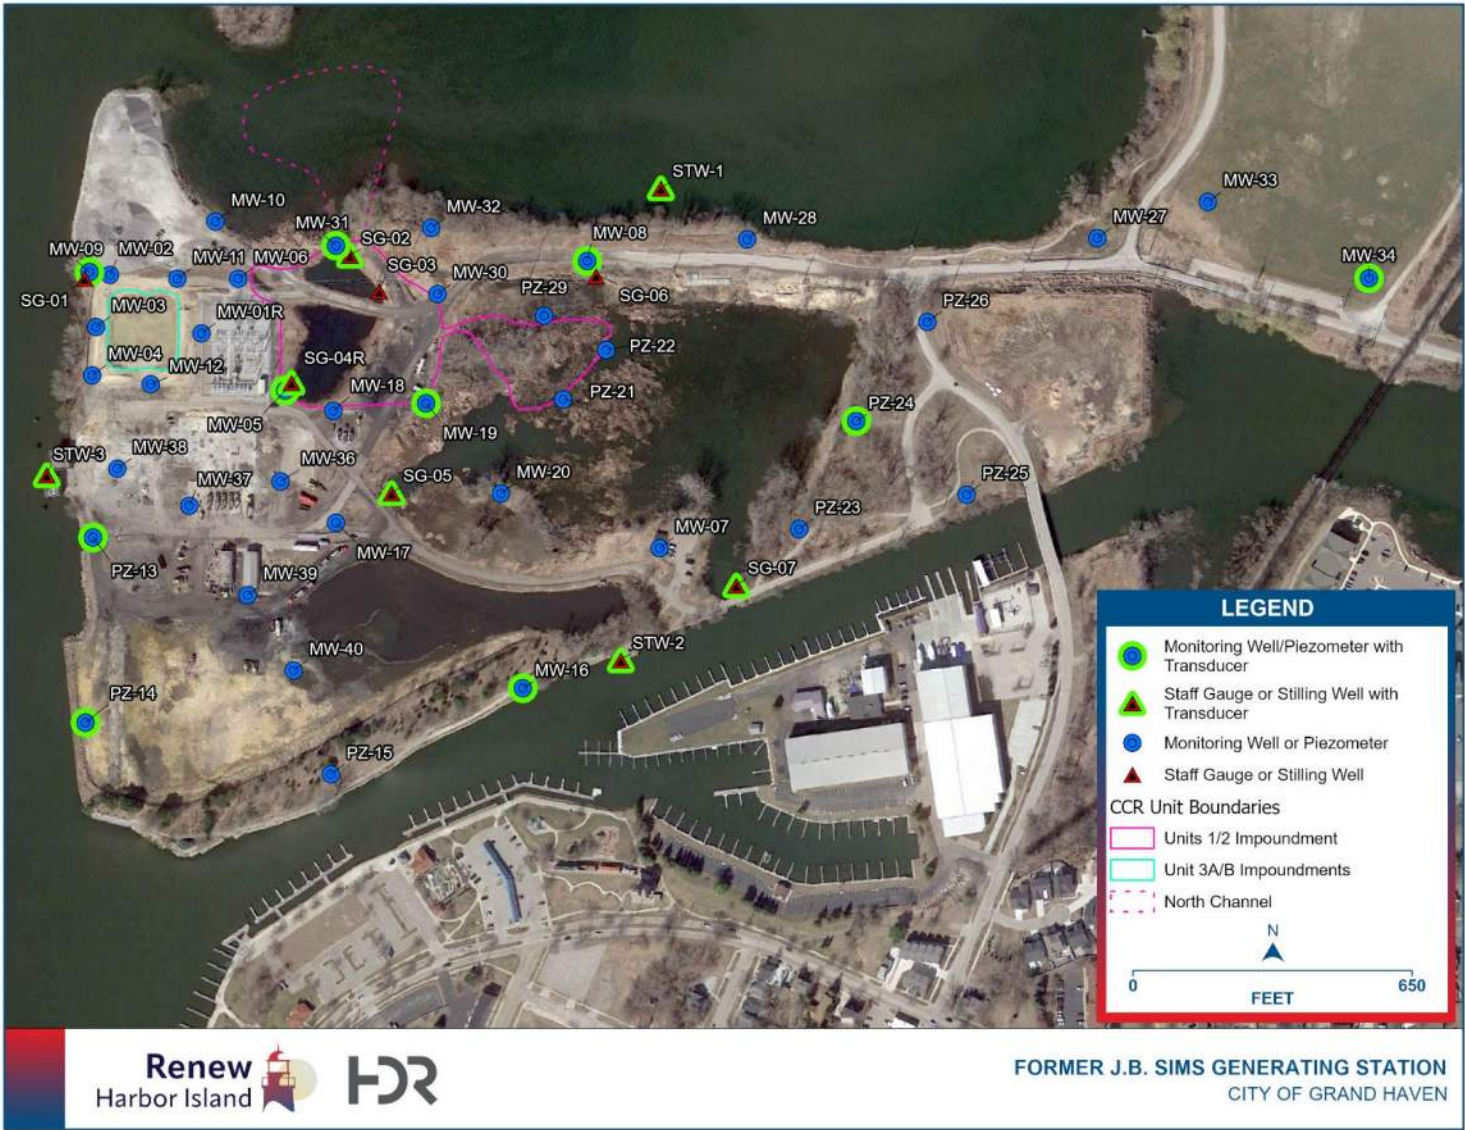 STW-1
MW-33
MW-10
MW-32
MW-31
SG-02
MW-28
MW-27
MW-08
MW-09
MW-02
MW-11
MW-06
SG-03
MW-30
MW-34
SG-01
MW-03
MW-01R
PZ-29
SG-06
PZ-26
MW-04
MW-12
SG-04R
PZ-22
MW-18
PZ-21
MW-05
MW-19
PZ-24
STW-3
MW-38
MW-36
MW-37
SG-05
MW-20
PZ-25
MW-07
PZ-23
MW-17
PZ-13
MW-39
SG-07
MW-40
STW-2
MW-16
PZ-14
PZ-15
LEGEND
Monitoring Well/Piezometer with
Transducer
Staff Gauge or Stilling Well with
Transducer
Monitoring Well or Piezometer
Staff Gauge or Stilling Well
CCR Unit Boundaries
Units 1/2 Impoundment
Unit 3A/B Impoundments
North Channel
N
0
650
FEET
Renew
Harbor Island
HDR
FORMER J.B. SIMS GENERATING STATION
CITY OF GRAND HAVEN